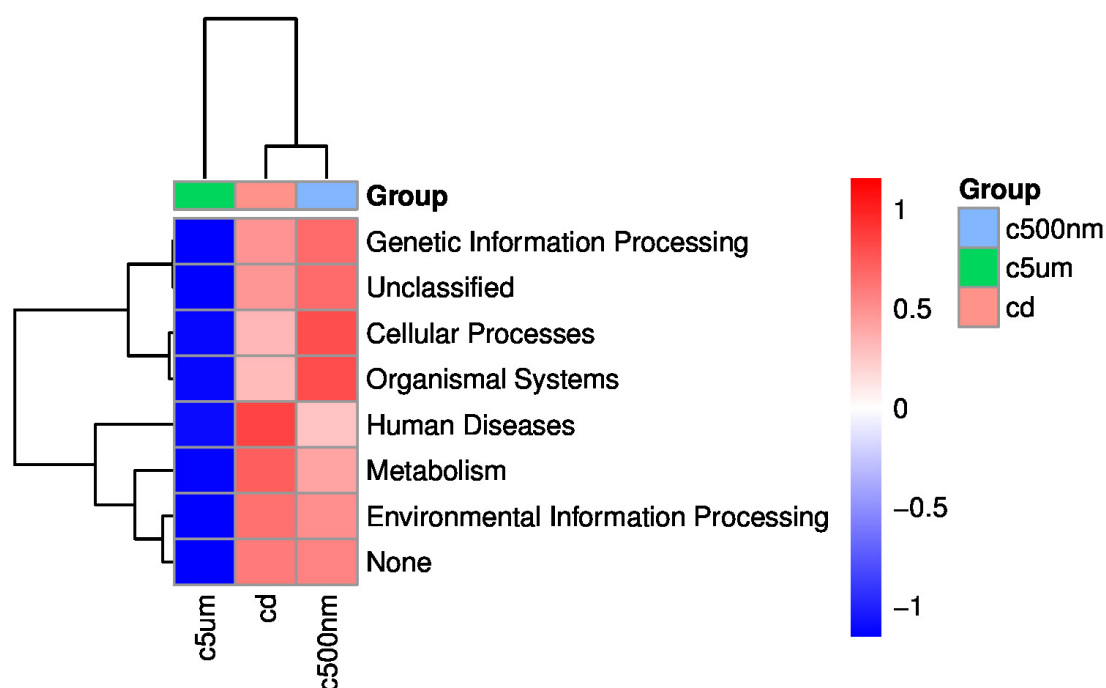 Group
Genetic Information Processing
Unclassified
Cellular Processes
Organismal Systems
Human Diseases
Metabolism
Environmental Information Processing
None
c5um
cd
c500nm
1
0.5
0
−0.5
−1
Group
c500nm
c5um
cd